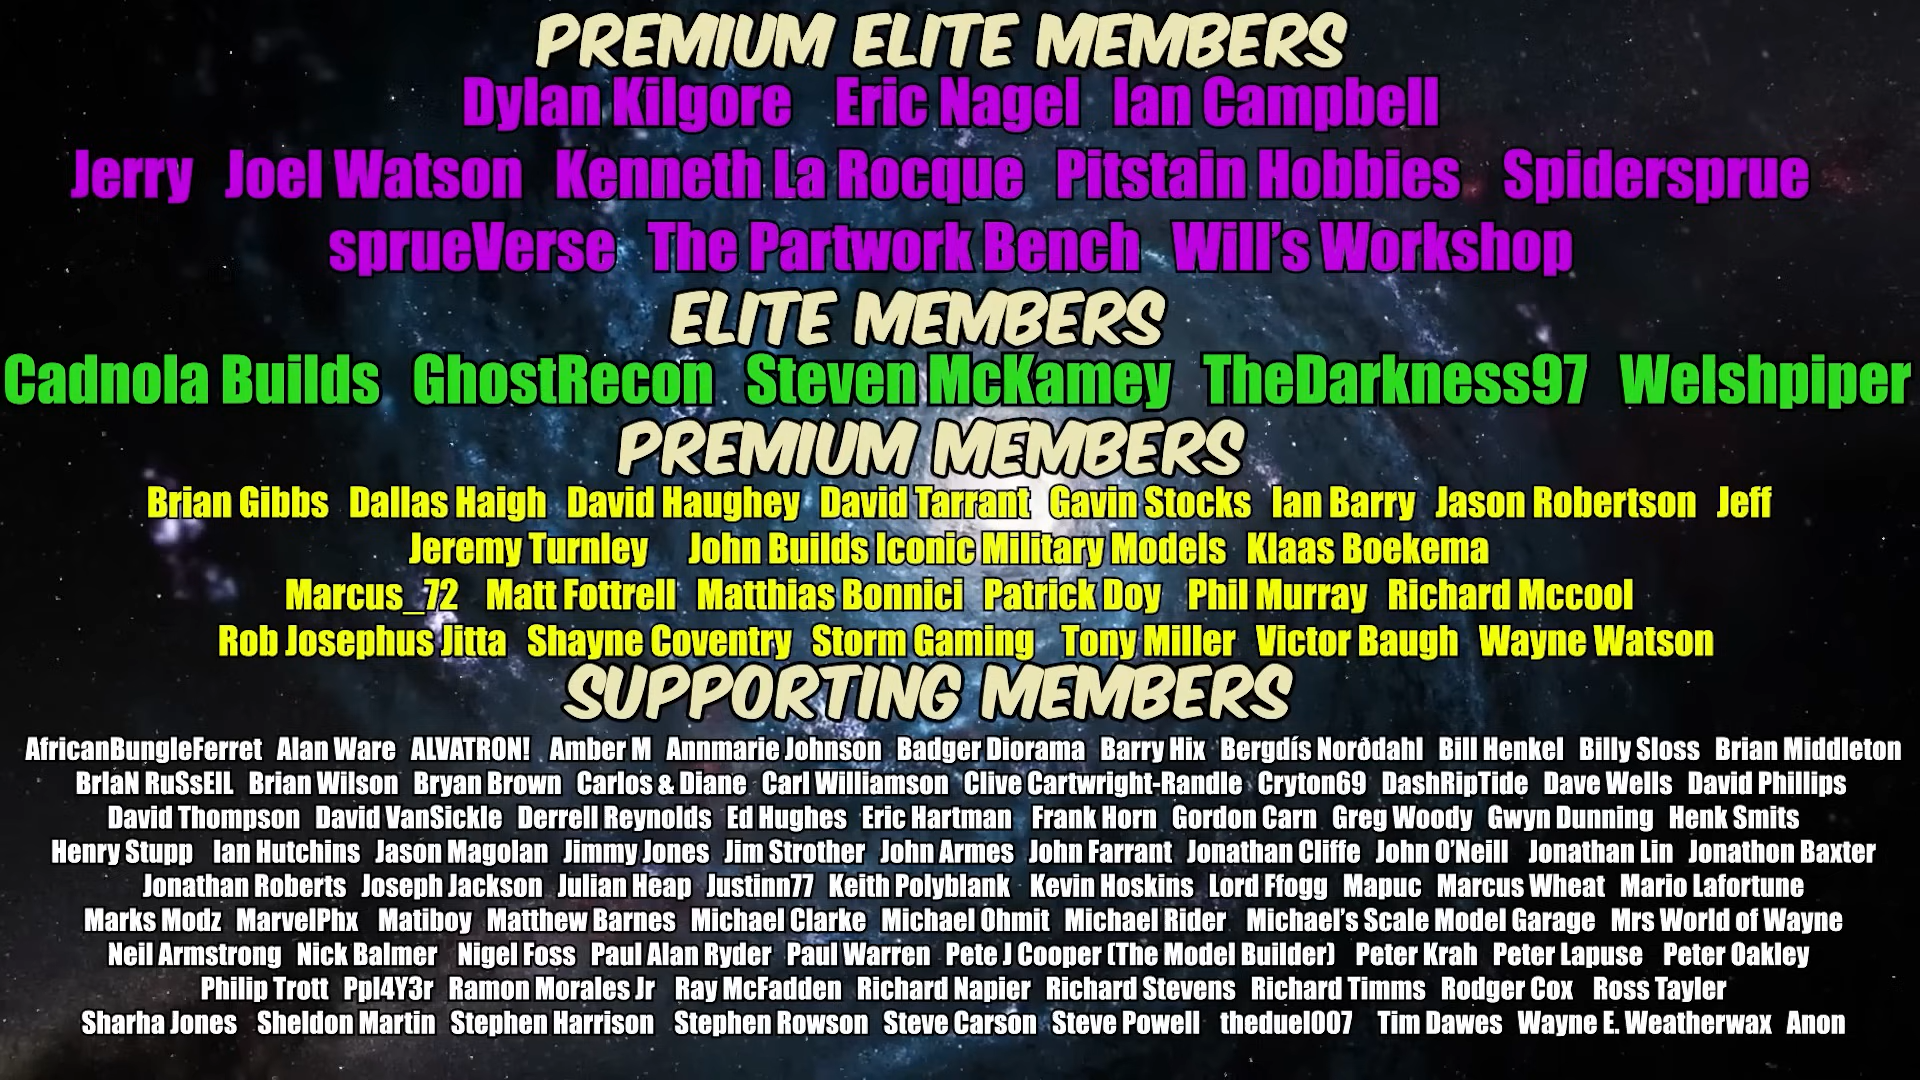 PREMIUM ELITE MEMBERS
Dylan Kilgore Eric Nagel Ian Campbell
Jerry Joel Watson Kenneth La Rocque Pitstain Hobbies Spidersprue
sprueVerse The Partwork Bench Will's Workshop
ELITE MEMBERS
Cadnola Builds GhostRecon Steven McKamey TheDarkness97 Welshpiper
PREMIUM MEMBERS
Brian Gibbs Dallas Haigh David Haughey David Tarrant Gavin Stocks Ian Barry Jason Robertson Jeff
Jeremy Turnley John Builds Iconic Military Models Klaas Boekema
Marcus_72 Matt Fottrell Matthias Bonnici Patrick Doy Phil Murray Richard Mccool
Rob Josephus Jitta Shayne Coventry Storm Gaming Tony Miller Victor Baugh Wayne Watson
SUPPORTING MEMBERS
AfricanBungleFerret Alan Ware ALVATRON! Amber M Annmarie Johnson Badger Diorama Barry Hix Bergdís Norðdahl Bill Henkel Billy Sloss Brian Middleton
BrIaN RuSsElL Brian Wilson Bryan Brown Carlos & Diane Carl Williamson Clive Cartwright-Randle Cryton69 DashRipTide Dave Wells David Phillips
David Thompson David VanSickle Derrell Reynolds Ed Hughes Eric Hartman Frank Horn Gordon Carn Greg Woody Gwyn Dunning Henk Smits
Henry Stupp Ian Hutchins Jason Magolan Jimmy Jones Jim Strother John Armes John Farrant Jonathan Cliffe John O'Neill Jonathan Lin Jonathon Baxter
Jonathan Roberts Joseph Jackson Julian Heap Justinn77 Keith Polyblank Kevin Hoskins Lord Ffogg Mapuc Marcus Wheat Mario Lafortune
Marks Modz MarvelPhx Matiboy Matthew Barnes Michael Clarke Michael Ohmit Michael Rider Michael's Scale Model Garage Mrs World of Wayne
Neil Armstrong Nick Balmer Nigel Foss Paul Alan Ryder Paul Warren Pete J Cooper (The Model Builder) Peter Krah Peter Lapuse Peter Oakley
Philip Trott Ppl4Y3r Ramon Morales Jr Ray McFadden Richard Napier Richard Stevens Richard Timms Rodger Cox Ross Tayler
Sharha Jones Sheldon Martin Stephen Harrison Stephen Rowson Steve Carson Steve Powell theduel007 Tim Dawes Wayne E. Weatherwax Anon